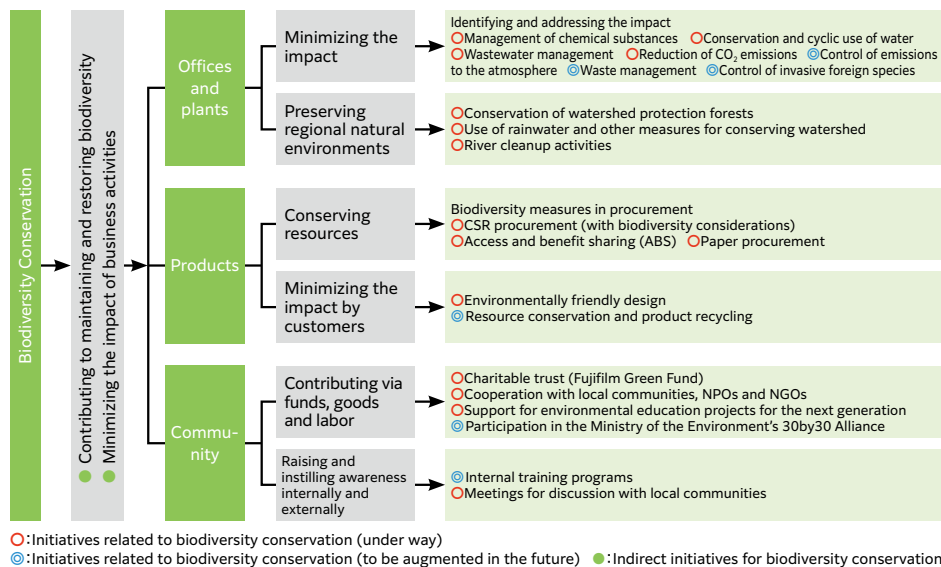 Biodiversity Conservation
●Contributing to maintaining and restoring biodiversity
●Minimizing the impact of business activities
Offices
and
plants
Minimizing the
impact
Identifying and addressing the impact
○Management of chemical substances ○Conservation and cyclic use of water
○Wastewater management ○Reduction of CO₂ emissions ◎Control of emissions
to the atmosphere ◎Waste management ◎Control of invasive foreign species
Preserving
regional natural
environments
○Conservation of watershed protection forests
○Use of rainwater and other measures for conserving watershed
○River cleanup activities
Products
Conserving
resources
Biodiversity measures in procurement
○CSR procurement (with biodiversity considerations)
○Access and benefit sharing (ABS) ○Paper procurement
Minimizing the
impact by
customers
○Environmentally friendly design
◎Resource conservation and product recycling
Commu-
nity
Contributing via
funds, goods
and labor
○Charitable trust (Fujifilm Green Fund)
○Cooperation with local communities, NPOs and NGOs
○Support for environmental education projects for the next generation
◎Participation in the Ministry of the Environment's 30by30 Alliance
Raising and
instilling awareness
internally and
externally
◎Internal training programs
○Meetings for discussion with local communities
○:Initiatives related to biodiversity conservation (under way)
◎:Initiatives related to biodiversity conservation (to be augmented in the future) ●:Indirect initiatives for biodiversity conservation